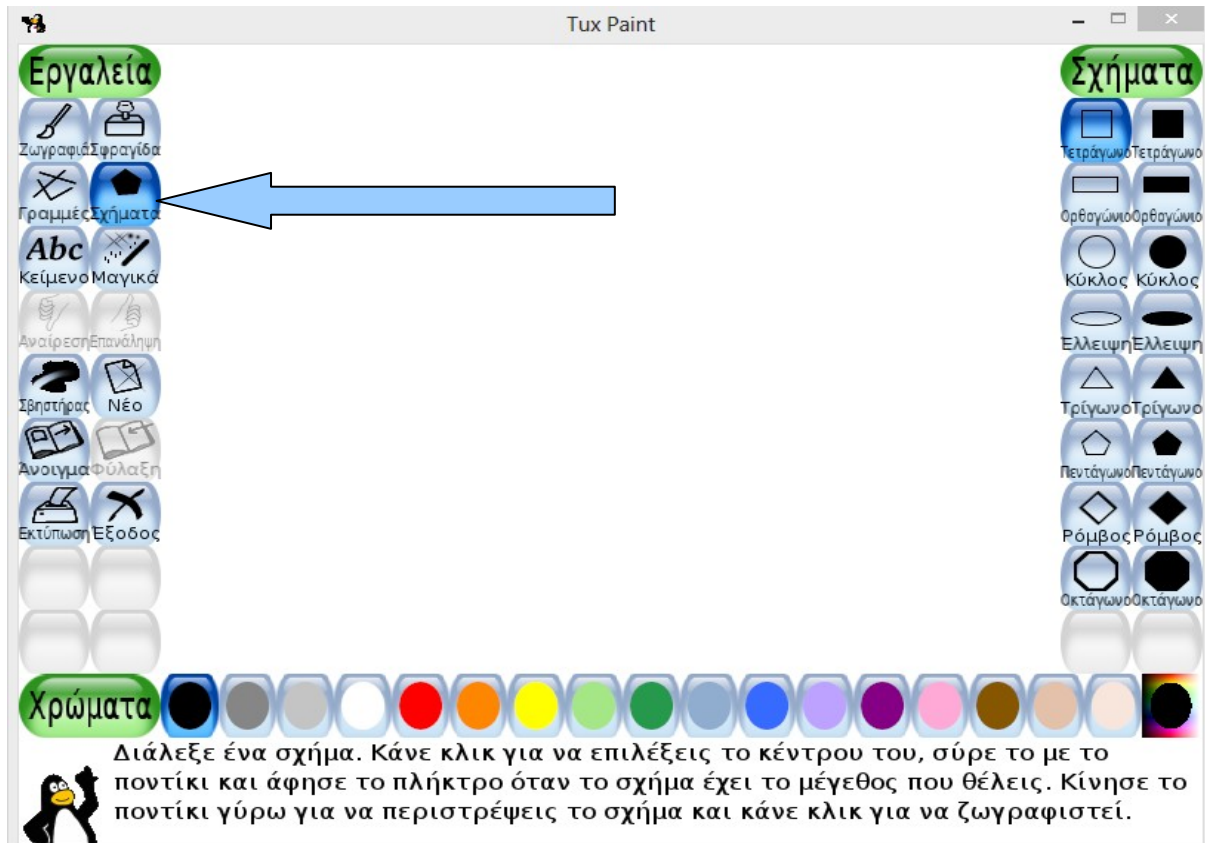 Tux Paint
Εργαλεία
Σχήματα
Ζωγραφιά Σφραγίδα
Τετράγωνο Τετράγωνο
Γραμμές Σχήματα
Ορθογώνιο Ορθογώνιο
Abc
Κείμενο Μαγικά
Κύκλος Κύκλος
Αναίρεση Επανάληψη
Έλλειψη Έλλειψη
Σβηστήρας Νέο
Τρίγωνο Τρίγωνο
Άνοιγμα Φύλαξη
Πεντάγωνο Πεντάγωνο
Εκτύπωση Έξοδος
Ρόμβος Ρόμβος
Οκτάγωνο Οκτάγωνο
Χρώματα
Διάλεξε ένα σχήμα. Κάνε κλικ για να επιλέξεις το κέντρου του, σύρε το με το
ποντίκι και άφησε το πλήκτρο όταν το σχήμα έχει το μέγεθος που θέλεις. Κίνησε το
ποντίκι γύρω για να περιστρέψεις το σχήμα και κάνε κλικ για να ζωγραφιστεί.